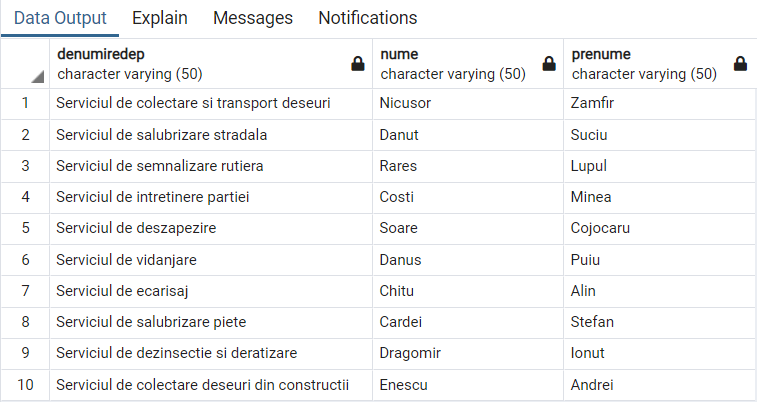 Data Output Explain Messages Notifications
denumiredep nume prenume
character varying (50) character varying (50) character varying (50)
1 Serviciul de colectare si transport deseuri Nicusor Zamfir
2 Serviciul de salubrizare stradala Danut Suciu
3 Serviciul de semnalizare rutiera Rares Lupul
4 Serviciul de intretinere partiei Costi Minea
5 Serviciul de deszapezire Soare Cojocaru
6 Serviciul de vidanjare Danus Puiu
7 Serviciul de ecarisaj Chitu Alin
8 Serviciul de salubrizare piete Cardei Stefan
9 Serviciul de dezinsectie si deratizare Dragomir Ionut
10 Serviciul de colectare deseuri din constructii Enescu Andrei